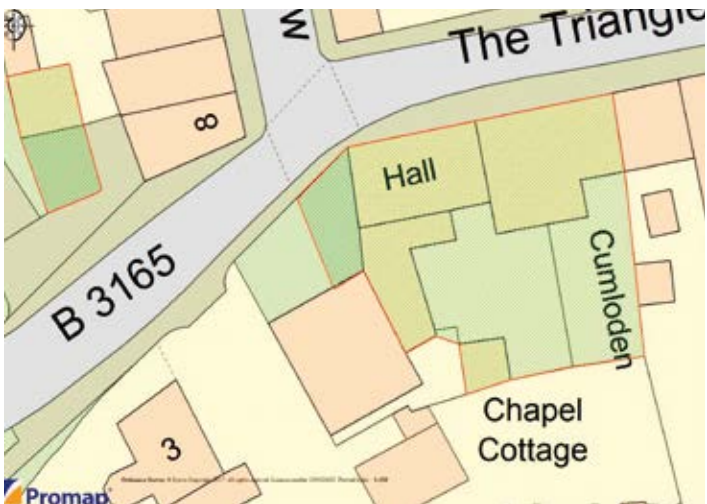 W
The Triangle
8
Hall
B 3165
Cumloden
Chapel
Cottage
3
Promap